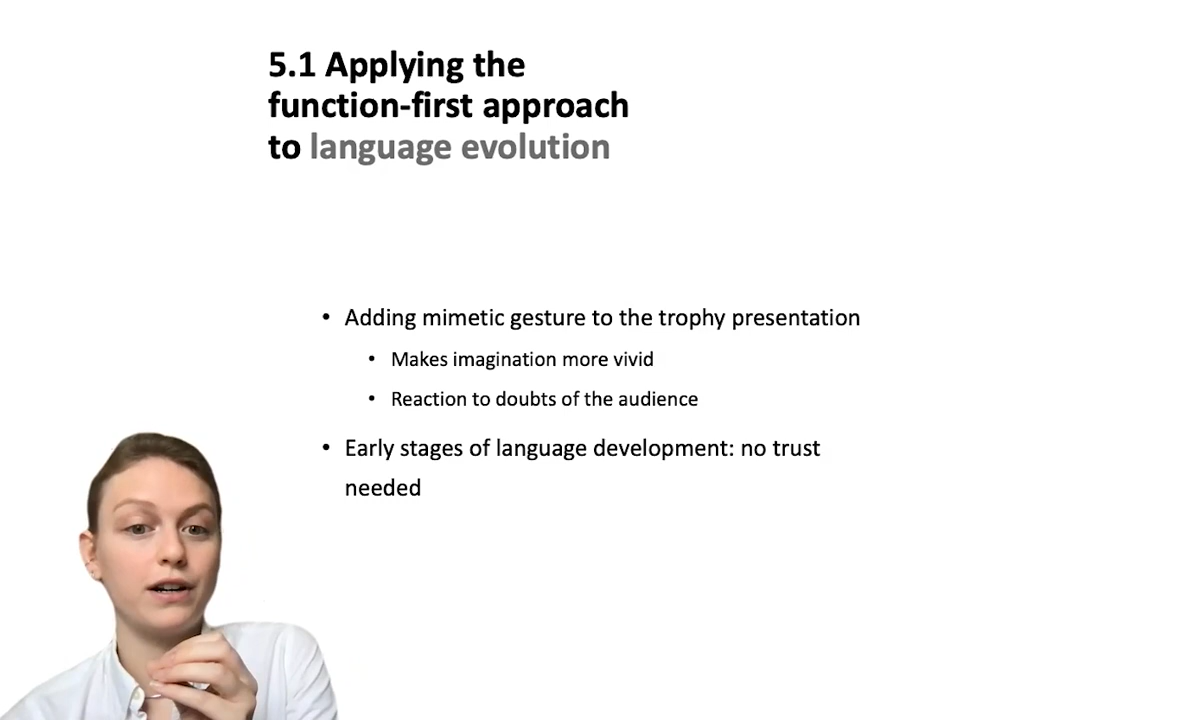 5.1 Applying the
function-first approach
to language evolution
• Adding mimetic gesture to the trophy presentation
• Makes imagination more vivid
• Reaction to doubts of the audience
• Early stages of language development: no trust
needed